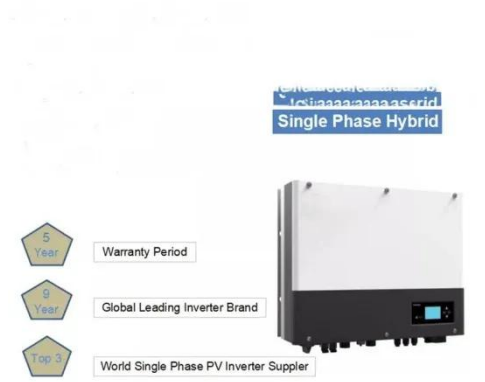 Single Phase Hybrid
5
Year
Warranty Period
9
Year
Global Leading Inverter Brand
Top 3
World Single Phase PV Inverter Suppler